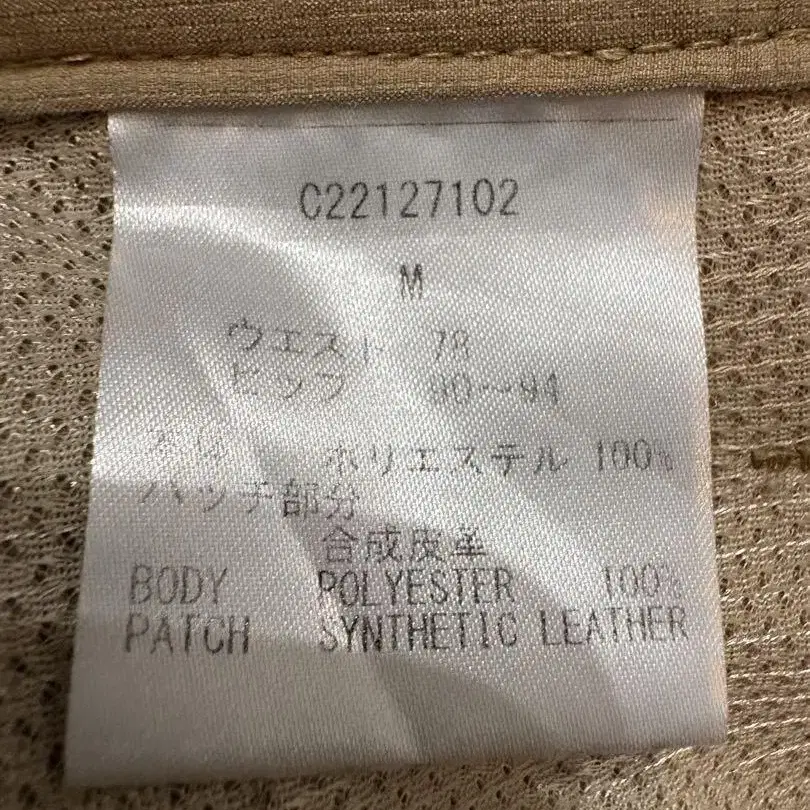 C22127102
M
ウエスト 78
ヒップ 90〜94
本体 ポリエステル 100%
パッチ部分
合成皮革
BODY POLYESTER 100%
PATCH SYNTHETIC LEATHER